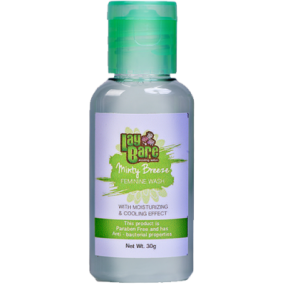 Lay
Bare
Minty Breeze
FEMININE WASH
WITH MOISTURIZING
& COOLING EFFECT
This product is
Paraben Free and has
Anti - bacterial properties
Net Wt. 30g